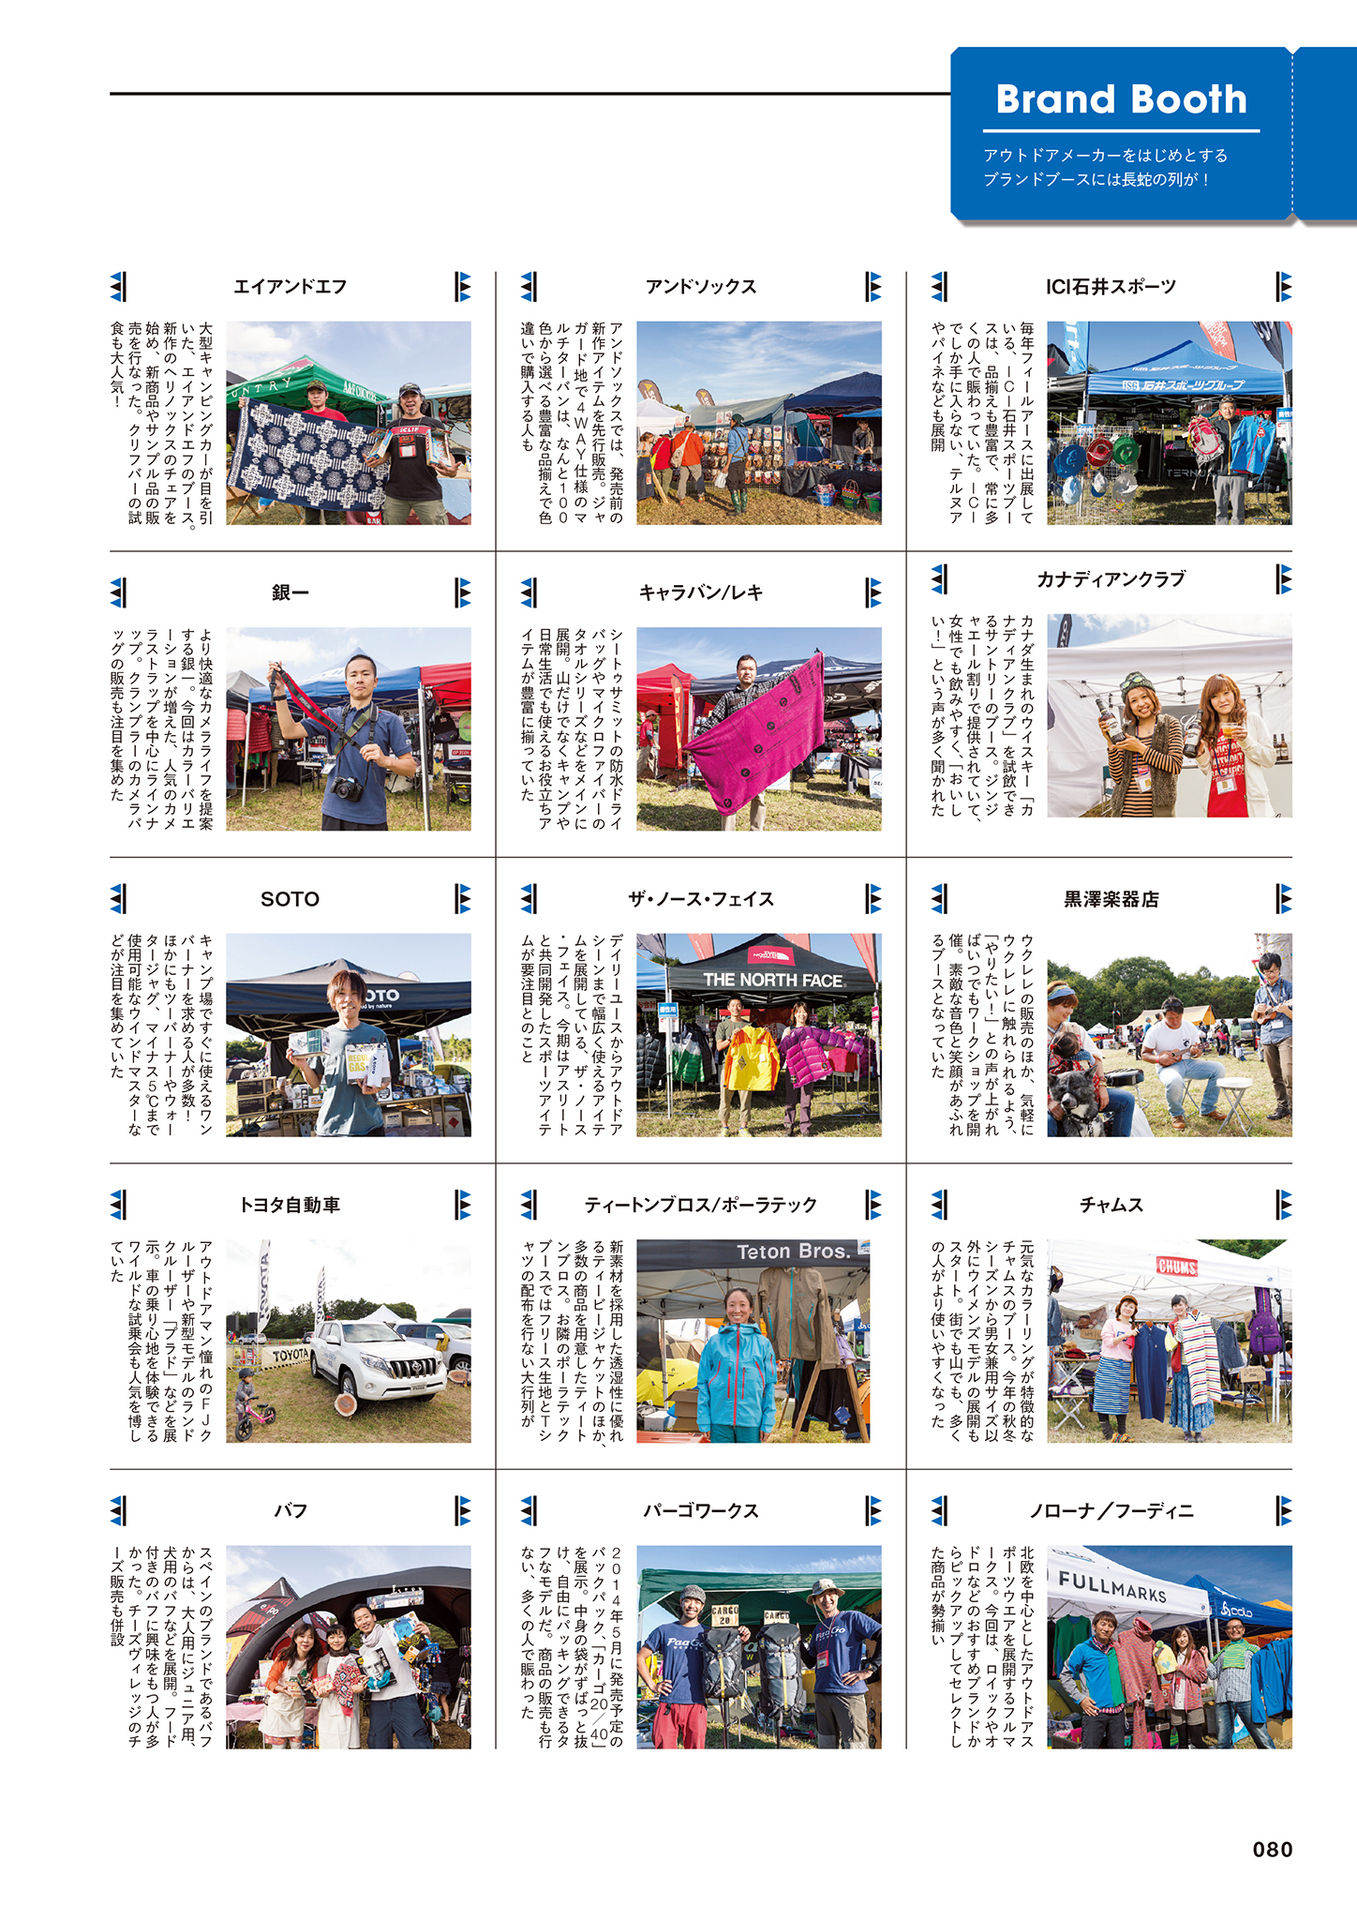 Brand Booth
アウトドアメーカーをはじめとする
ブランドブースには長蛇の列が！
ICI石井スポーツ
毎年フィールアースに出展して
いる、ICI石井スポーツブー
スは、品揃えも豊富で、常に多
くの人で賑わっていた。ICI
でしか手に入らない、テルヌア
やパイネなども展開
アンドソックス
アンドソックスでは、発売前の
新作アイテムを先行販売。ジャ
ガード地で4WAY仕様のマ
ルチターバンは、なんと100
色から選べる豊富な品揃えで色
違いで購入する人も
エイアンドエフ
大型キャンピングカーが目を引
いた、エイアンドエフのブース。
新作のヘリノックスのチェアを
始め、新商品やサンプル品の販
売を行なった。クリフバーの試
食も大人気！
カナディアンクラブ
カナダ生まれのウイスキー「カ
ナディアンクラブ」を試飲でき
るサントリーのブース。ジンジ
ャエール割りで提供されていて、
女性でも飲みやすく、「おいし
い！」という声が多く聞かれた
キャラバン/レキ
シートゥサミットの防水ドライ
バッグやマイクロファイバーの
タオルシリーズなどをメインに
展開。山だけでなくキャンプや
日常生活でも使えるお役立ちア
イテムが豊富に揃っていた
銀一
より快適なカメラライフを提案
する銀一。今回はカラーバリエ
ーションが増えた、人気のカメ
ラストラップを中心にラインナ
ップ。クランプラーのカメラバ
ッグの販売も注目を集めた
黒澤楽器店
ウクレレの販売のほか、気軽に
ウクレレに触れられるよう、
「やりたい！」との声が上がれ
ばいつでもワークショップを開
催。素敵な音色と笑顔があふれ
るブースとなっていた
ザ・ノース・フェイス
デイリーユースからアウトドア
シーンまで幅広く使えるアイテ
ムを展開している、ザ・ノース
・フェイス。今期はアスリート
と共同開発したスポーツアイテ
ムが要注目とのこと
THE NORTH FACE
SOTO
キャンプ場ですぐに使えるワン
バーナーを求める人が多数！
ほかにもツーバーナーやウォー
タージャグ、マイナス5℃まで
使用可能なウインドマスターな
どが注目を集めていた
チャムス
元気なカラーリングが特徴的な
チャムスのブース。今年の秋冬
シーズンから男女兼用サイズ以
外にウイメンズモデルの展開も
スタート。街でも山でも、多く
の人がより使いやすくなった
CHUMS
ティートンブロス/ポーラテック
新素材を採用した透湿性に優れ
るティービージャケットのほか、
多数の商品を用意したティート
ンブロス。お隣のポーラテック
ブースではフリース生地とTシ
ャツの配布を行ない大行列が
Teton Bros.
トヨタ自動車
アウトドアマン憧れのFJク
ルーザーや新型モデルのランド
クルーザー「プラド」などを展
示。車の乗り心地を体験できる
ワイルドな試乗会も人気を博し
ていた
TOYOTA
ノローナ／フーディニ
北欧を中心としたアウトドアス
ポーツウエアを展開するフルマ
ークス。今回は、ロイックやオ
ドロなどのおすすめブランドか
らピックアップしてセレクトし
た商品が勢揃い
FULLMARKS
パーゴワークス
2014年5月に発売予定の
バックパック、「カーゴ20／40」
を展示。中身の袋がずばっと抜
け、自由にパッキングできるタ
フなモデルだ。商品の販売も行
ない、多くの人で賑わった
CARGO
20
CARGO
バフ
スペインのブランドであるバフ
からは、大人用にジュニア用、
犬用のバフなどを展開。フード
付きのバフに興味をもつ人が多
かった。チーズヴィレッジのチ
ーズ販売も併設
080